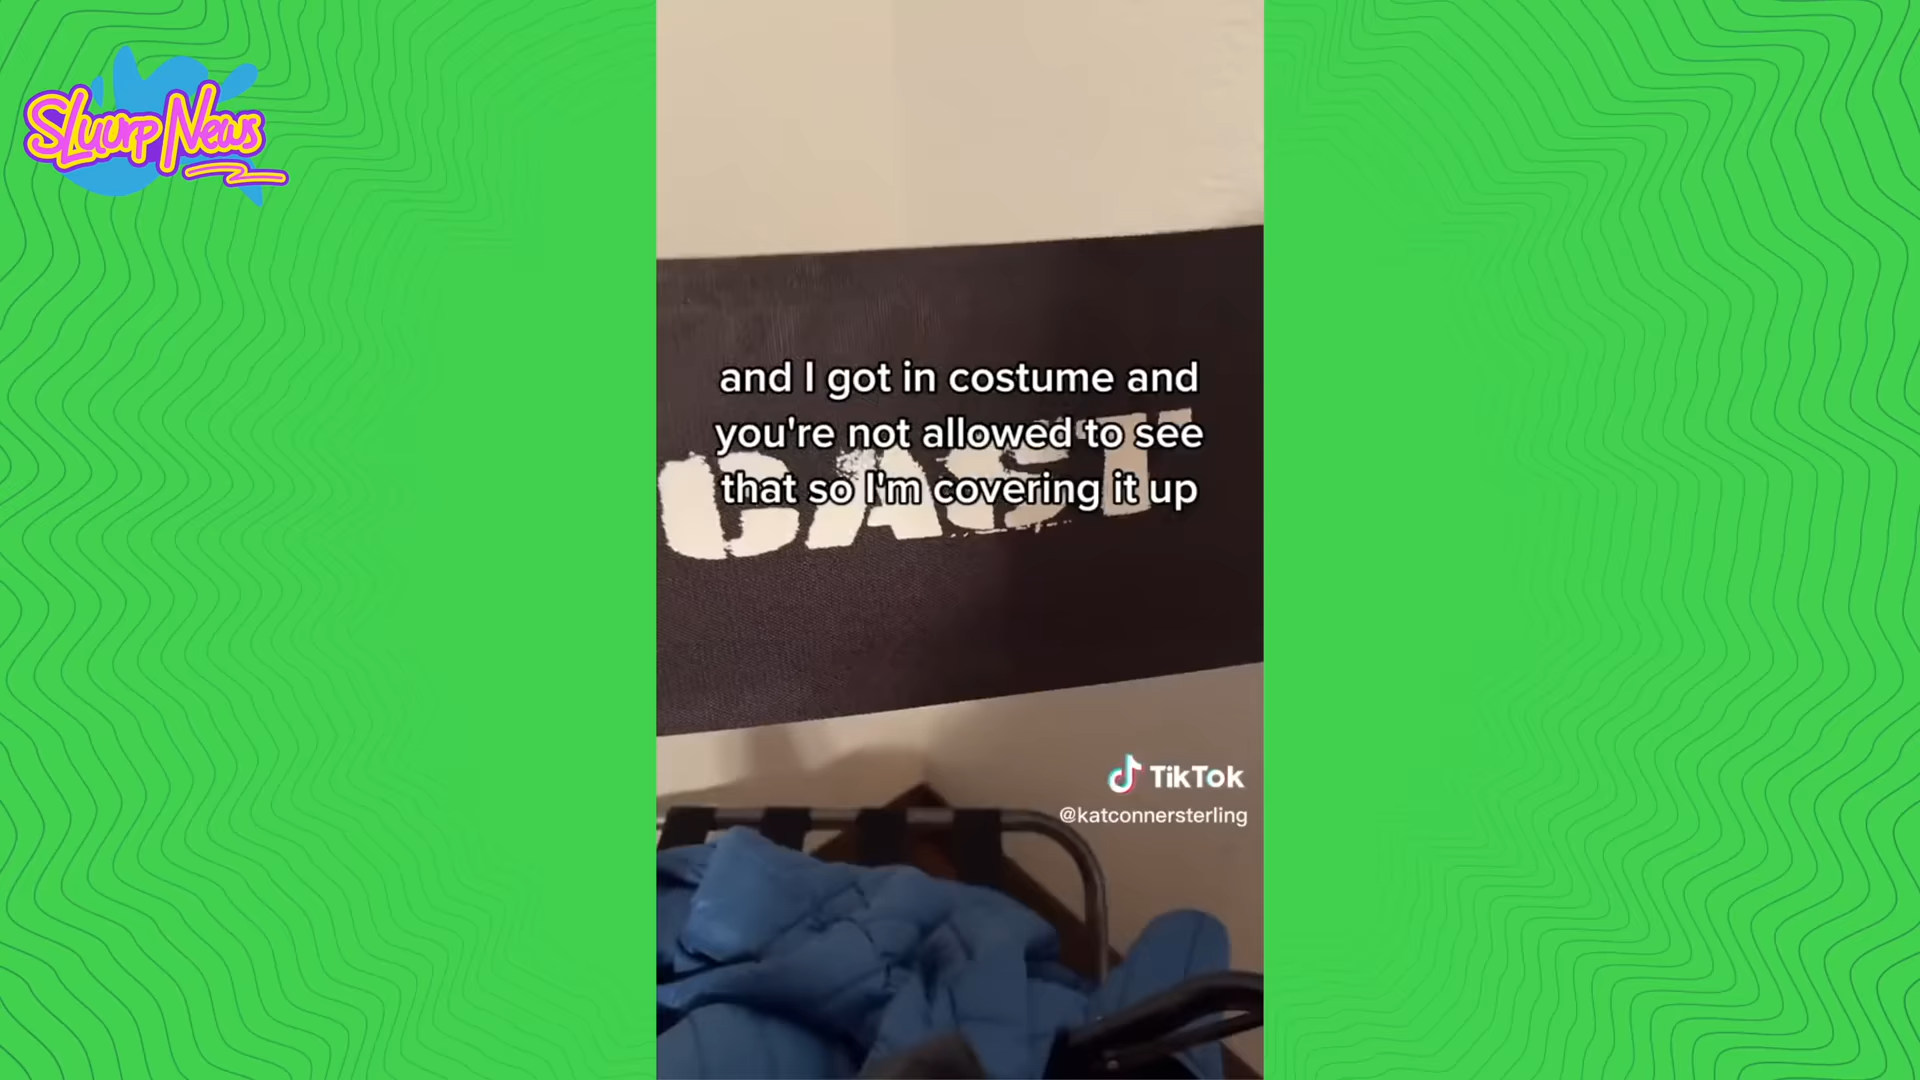 SLuurp News
and I got in costume and
you're not allowed to see
that so I'm covering it up
CAST
TikTok
@katconnersterling